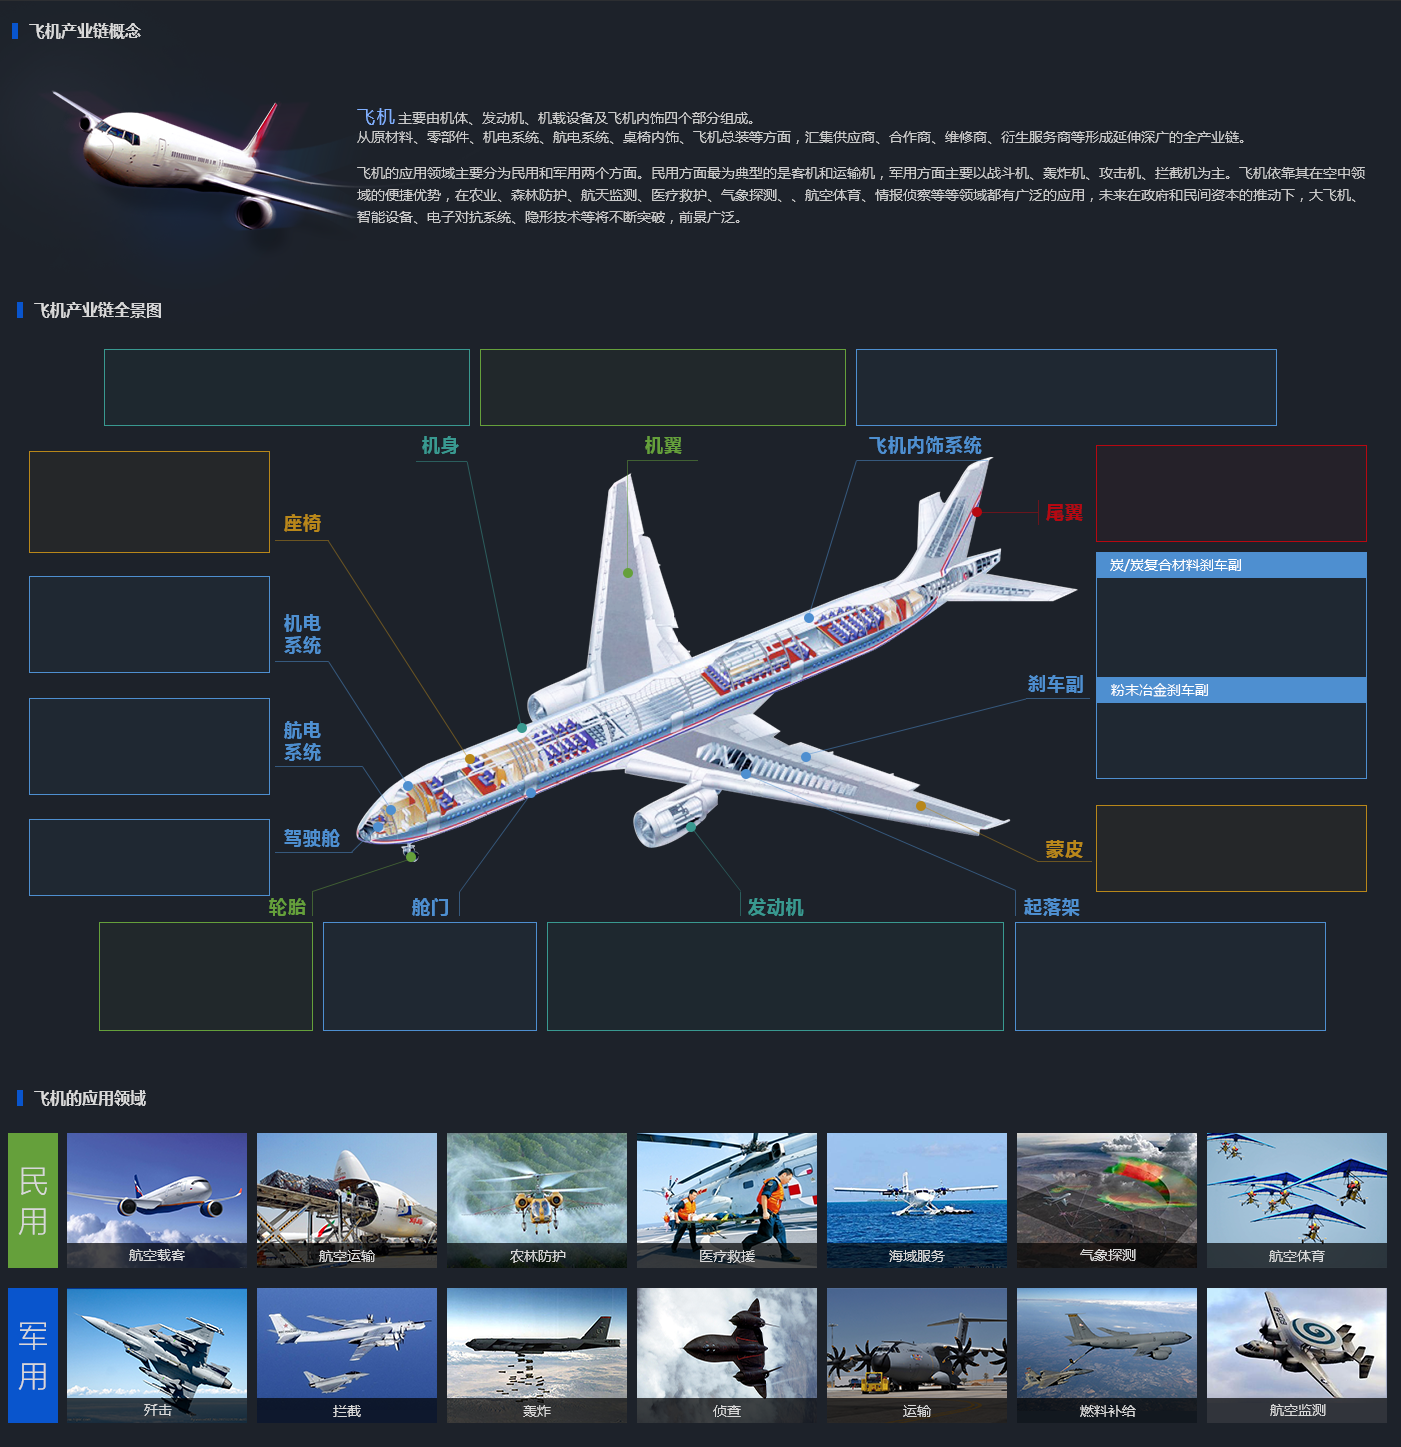 飞机产业链概念
飞机 主要由机体、发动机、机载设备及飞机内饰四个部分组成。
从原材料、零部件、机电系统、航电系统、桌椅内饰、飞机总装等方面，汇集供应商、合作商、维修商、衍生服务商等形成延伸深广的全产业链。
飞机的应用领域主要分为民用和军用两个方面。民用方面最为典型的是客机和运输机，军用方面主要以战斗机、轰炸机、攻击机、拦截机为主。飞机依靠其在空中领
域的便捷优势，在农业、森林防护、航天监测、医疗救护、气象探测、、航空体育、情报侦察等等领域都有广泛的应用，未来在政府和民间资本的推动下，大飞机、
智能设备、电子对抗系统、隐形技术等将不断突破，前景广泛。
飞机产业链全景图
机身
机翼
飞机内饰系统
座椅
尾翼
炭/炭复合材料刹车副
机电
系统
刹车副
粉末冶金刹车副
航电
系统
驾驶舱
蒙皮
轮胎
舱门
发动机
起落架
飞机的应用领域
民用
航空载客
航空运输
农林防护
医疗救援
海域服务
气象探测
航空体育
军用
歼击
拦截
轰炸
侦查
运输
燃料补给
航空监测